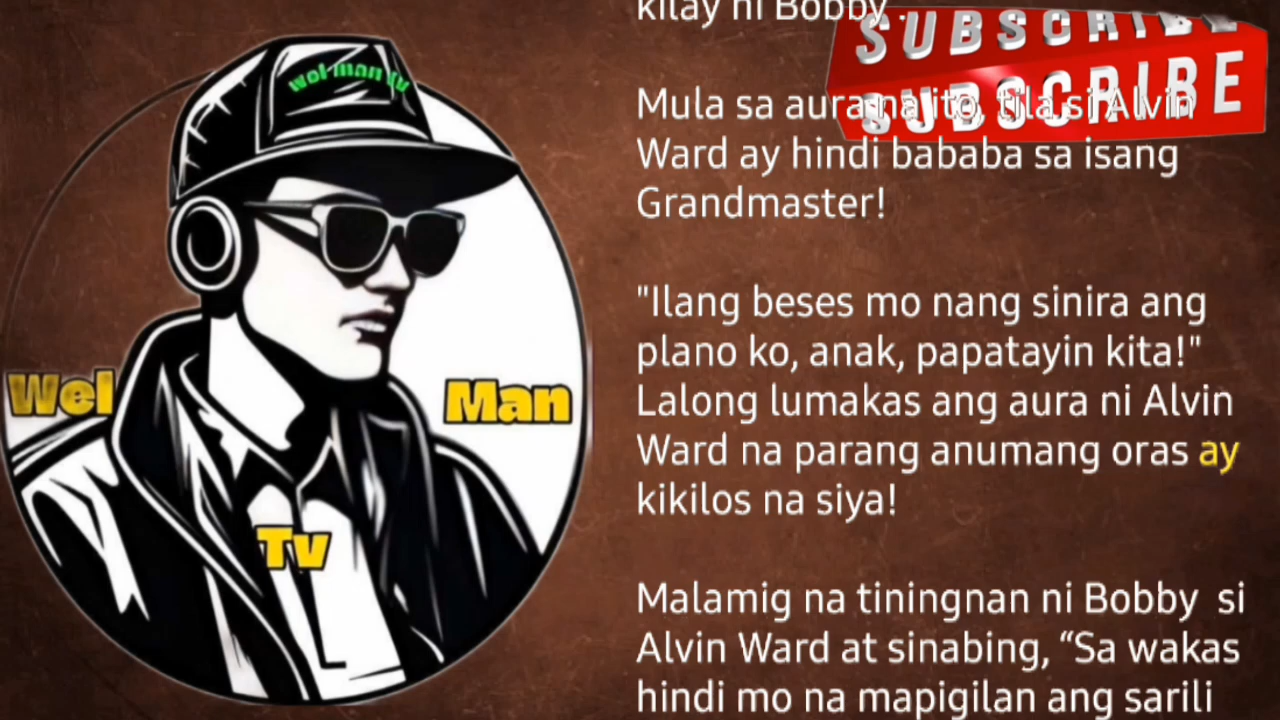 wel man tv
Wel
Man
Tv
SUBSCRIBE
SUBSCRIBE
kilay ni Bobby .
Mula sa aura na ito, tila si Alvin
Ward ay hindi bababa sa isang
Grandmaster!
"Ilang beses mo nang sinira ang
plano ko, anak, papatayin kita!"
Lalong lumakas ang aura ni Alvin
Ward na parang anumang oras ay
kikilos na siya!
Malamig na tiningnan ni Bobby  si
Alvin Ward at sinabing, “Sa wakas
hindi mo na mapigilan ang sarili